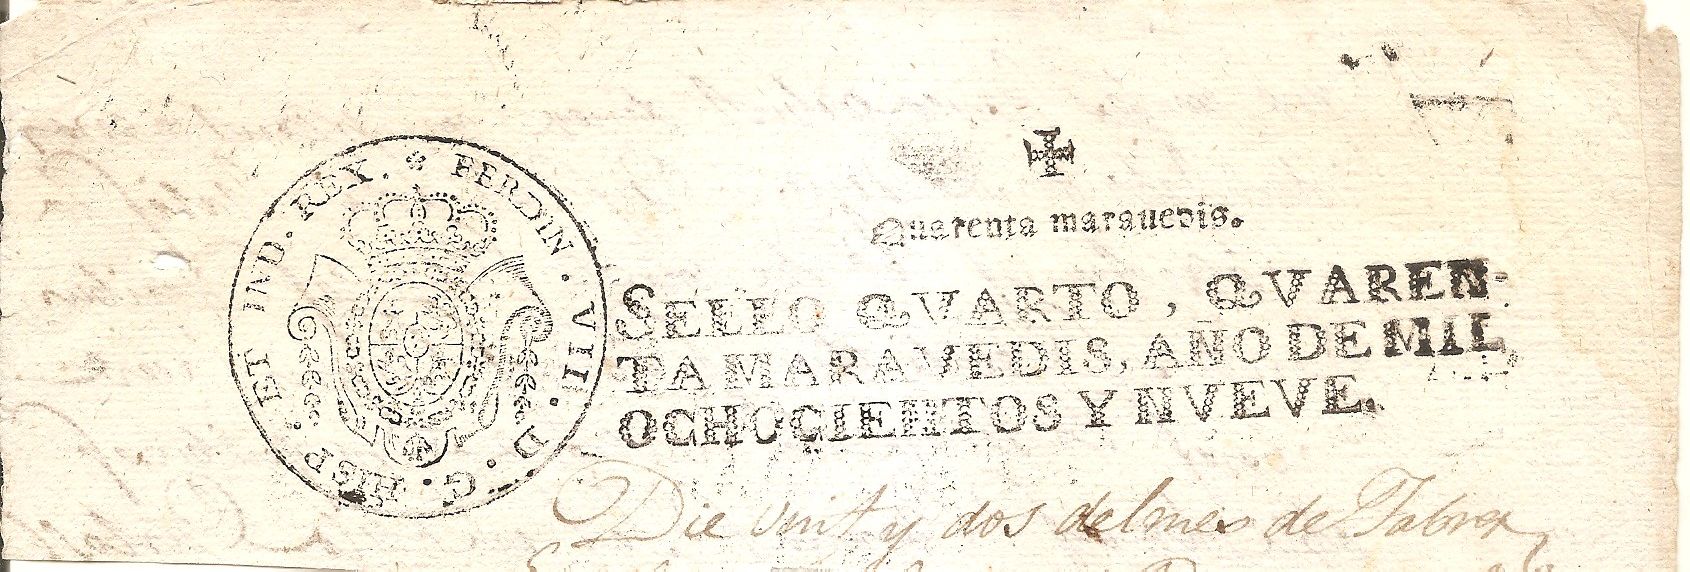 FERDIN. VII. D. G. HISP. ET IND. REX.
Quarenta marauedis.
SELLO QVARTO, QVAREN-
TA MARAVEDIS, AÑO DE MIL
OCHOCIENTOS Y NVEVE.
Die vint y dos del mes de Fabrer